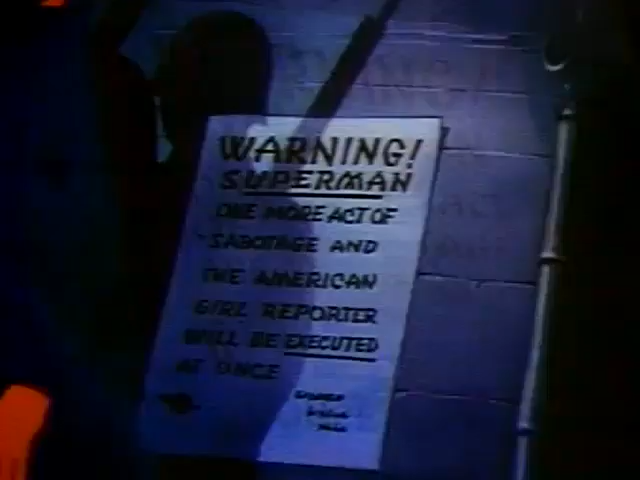 WARNING!
SUPERMAN
ONE MORE ACT OF
SABOTAGE AND
THE AMERICAN
GIRL REPORTER
WILL BE EXECUTED
AT ONCE